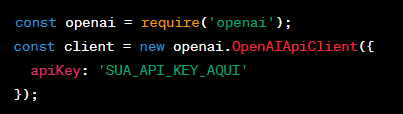 const openai = require('openai');
const client = new openai.OpenAIApiClient({
  apiKey: 'SUA_API_KEY_AQUI'
});